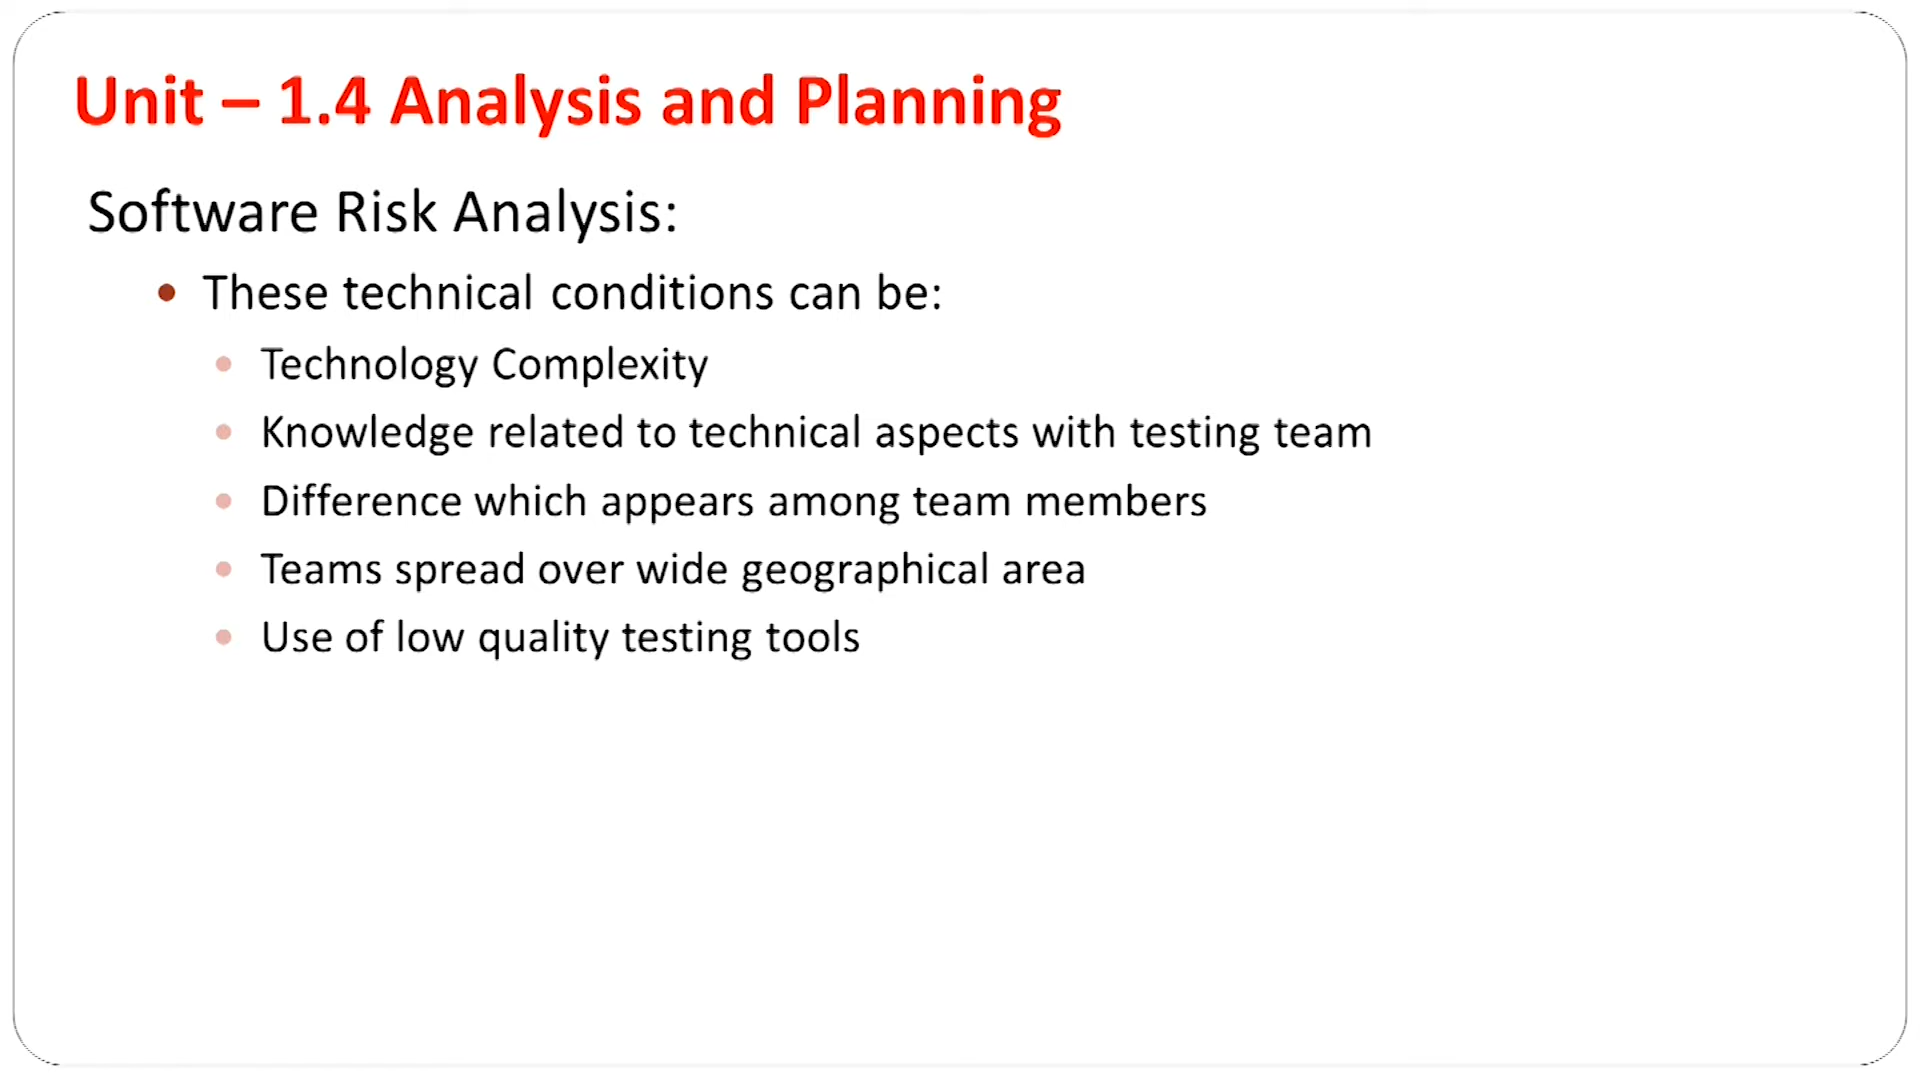 Unit – 1.4 Analysis and Planning
Software Risk Analysis:
• These technical conditions can be:
• Technology Complexity
• Knowledge related to technical aspects with testing team
• Difference which appears among team members
• Teams spread over wide geographical area
• Use of low quality testing tools